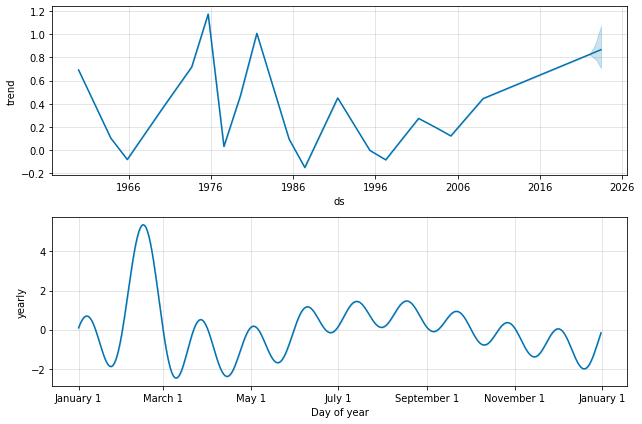 1.2
1.0
0.8
0.6
0.4
0.2
0.0
−0.2
trend
1966 1976 1986 1996 2006 2016 2026
ds
4
2
0
−2
yearly
January 1 March 1 May 1 July 1 September 1 November 1 January 1
Day of year